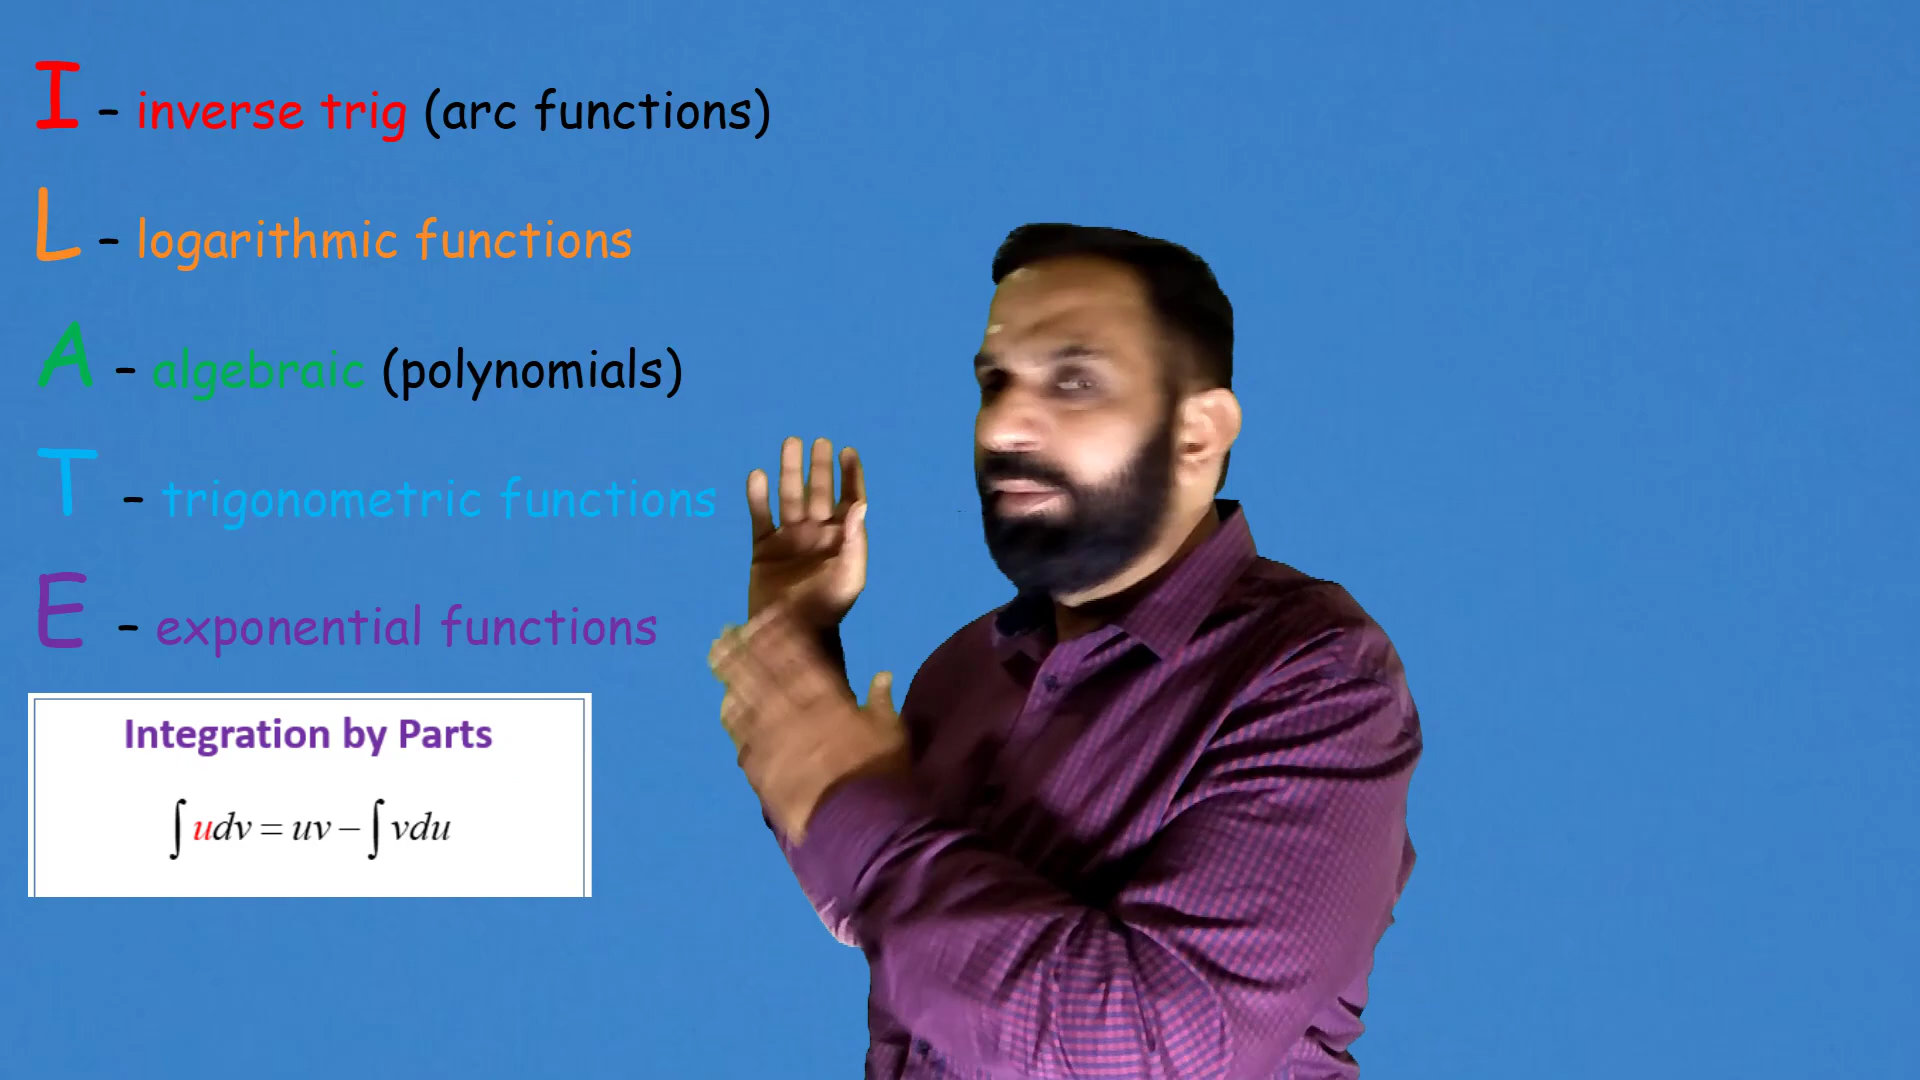 I – inverse trig (arc functions)
L – logarithmic functions
A – algebraic (polynomials)
T – trigonometric functions
E – exponential functions
Integration by Parts
∫udv = uv – ∫vdu